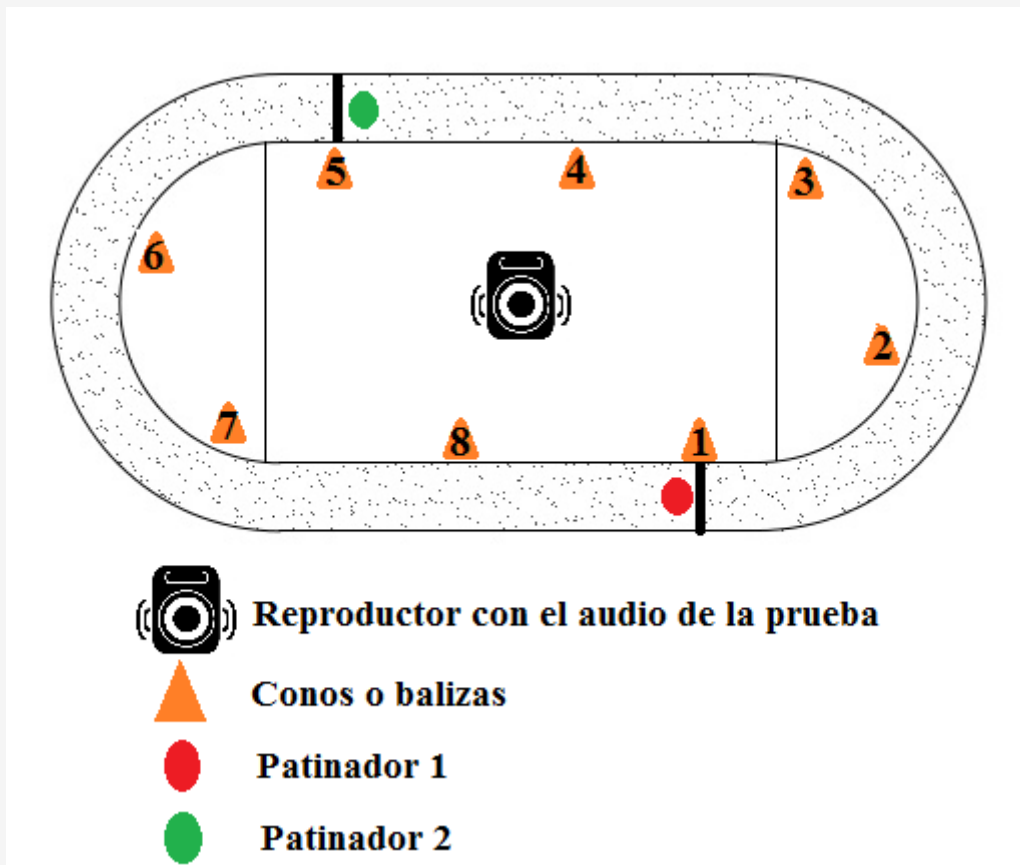 5
4
3
6
2
7
8
1
Reproductor con el audio de la prueba
Conos o balizas
Patinador 1
Patinador 2